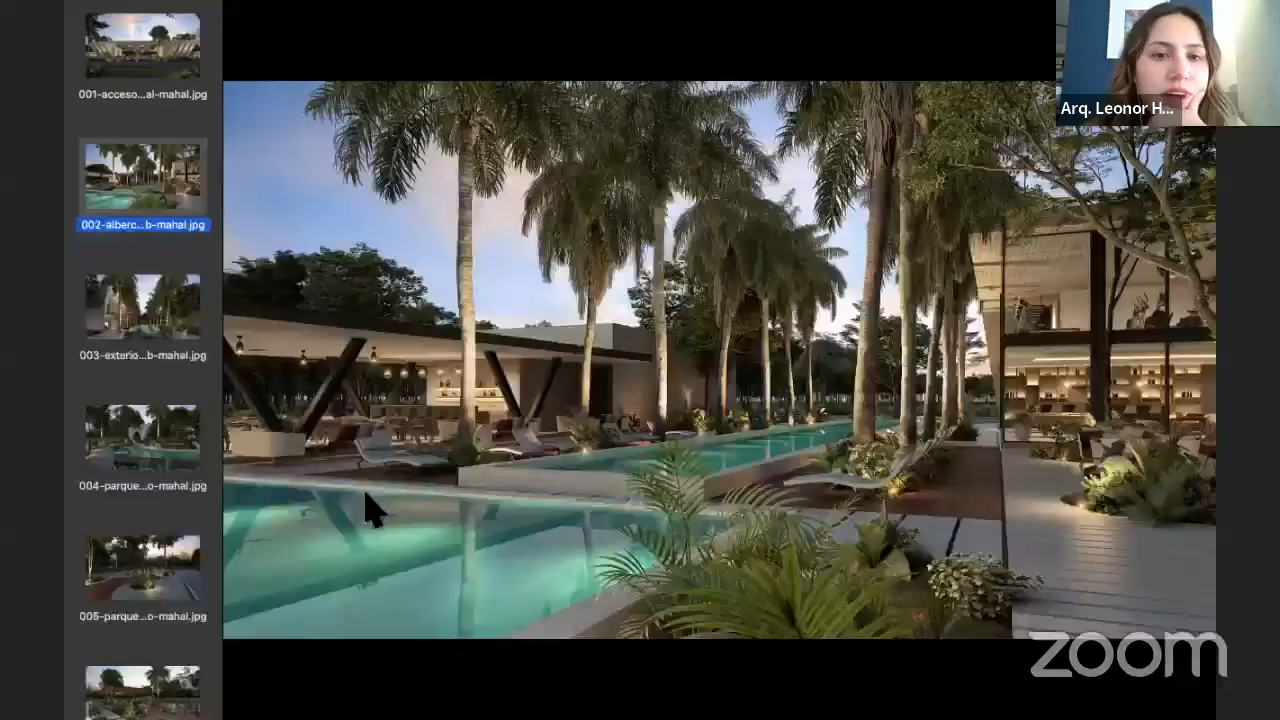 001-acceso...al-mahal.jpg
Arq. Leonor H...
002-alberc...b-mahal.jpg
003-exterio...b-mahal.jpg
004-parque...o-mahal.jpg
005-parque...o-mahal.jpg
zoom